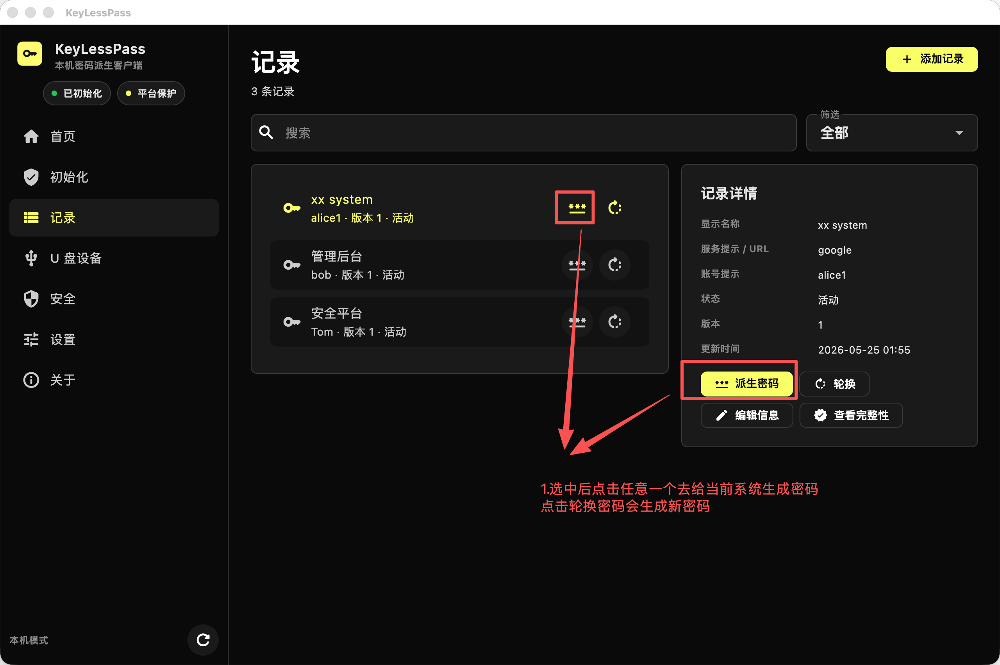 KeyLessPass
KeyLessPass
本机密码派生客户端
已初始化
平台保护
首页
初始化
记录
U 盘设备
安全
设置
关于
本机模式
记录
3 条记录
添加记录
搜索
筛选
全部
xx system
alice1 · 版本 1 · 活动
管理后台
bob · 版本 1 · 活动
安全平台
Tom · 版本 1 · 活动
记录详情
显示名称 xx system
服务提示 / URL google
账号提示 alice1
状态 活动
版本 1
更新时间 2026-05-25 01:55
派生密码
轮换
编辑信息
查看完整性
1.选中后点击任意一个去给当前系统生成密码
点击轮换密码会生成新密码